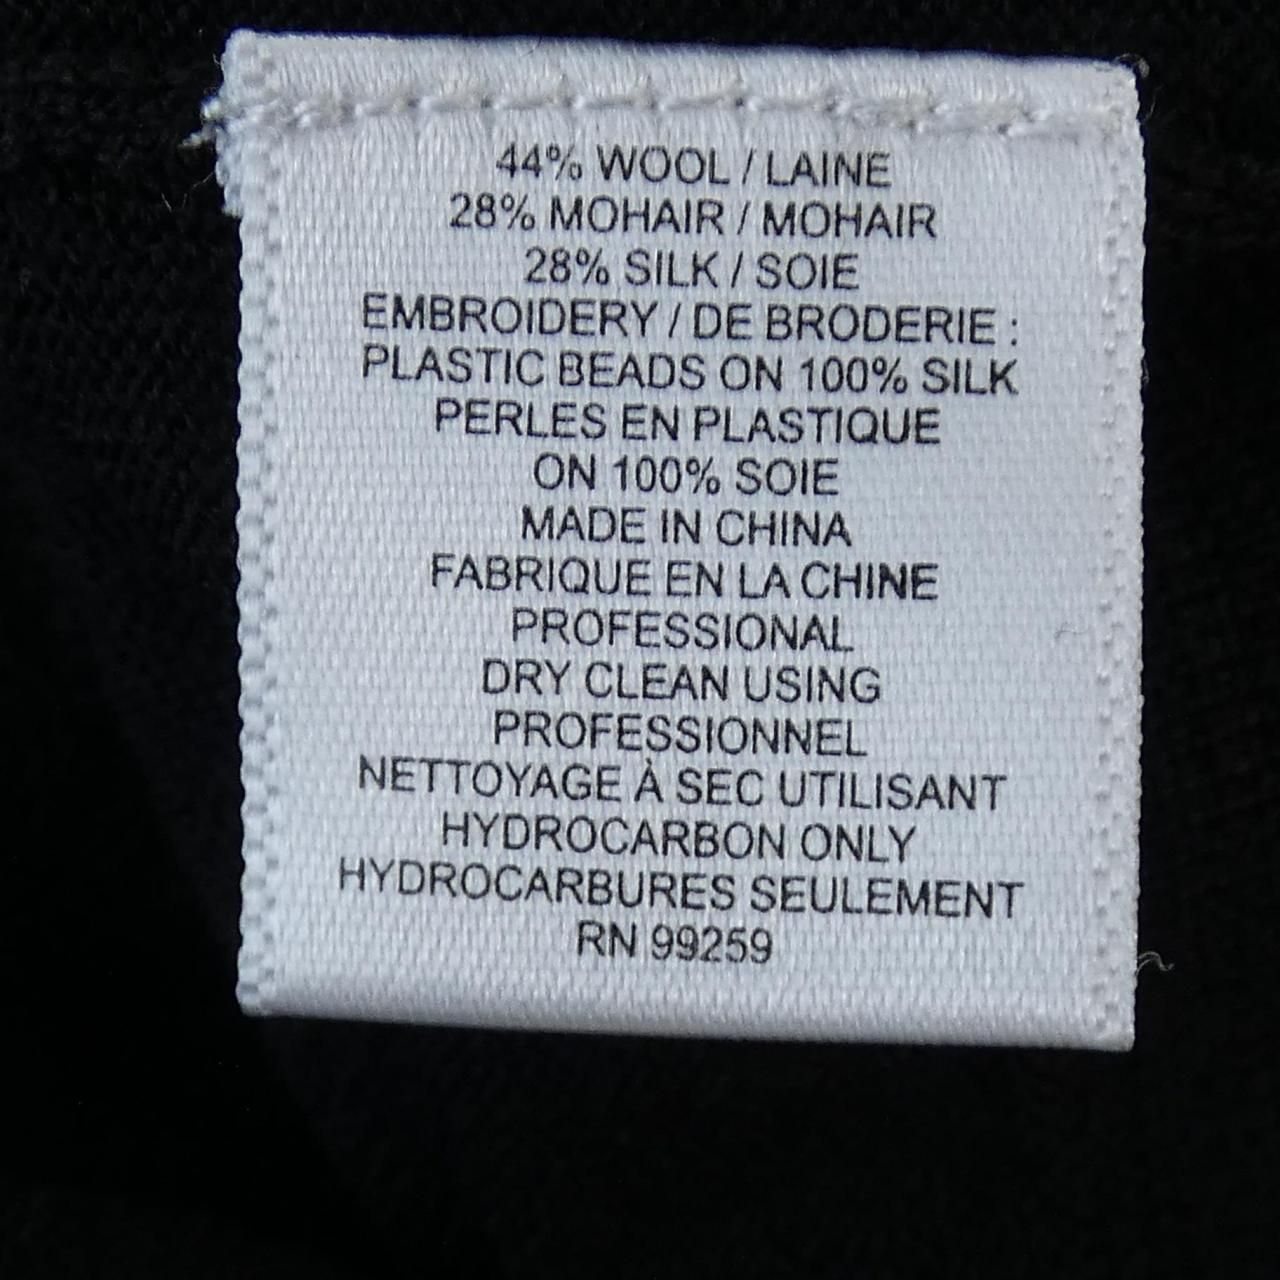 44% WOOL / LAINE
28% MOHAIR / MOHAIR
28% SILK / SOIE
EMBROIDERY / DE BRODERIE :
PLASTIC BEADS ON 100% SILK
PERLES EN PLASTIQUE
ON 100% SOIE
MADE IN CHINA
FABRIQUE EN LA CHINE
PROFESSIONAL
DRY CLEAN USING
PROFESSIONNEL
NETTOYAGE À SEC UTILISANT
HYDROCARBON ONLY
HYDROCARBURES SEULEMENT
RN 99259